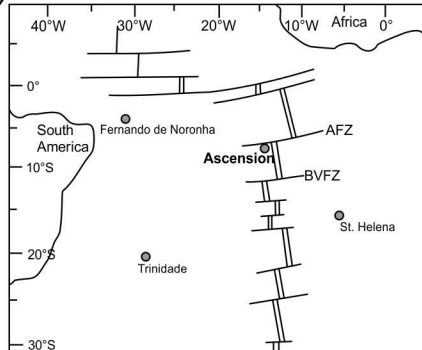 40°W
30°W
20°W
10°W
0°
Africa
0°
South
America
Fernando de Noronha
AFZ
Ascension
10°S
BVFZ
St. Helena
20°S
Trinidade
30°S